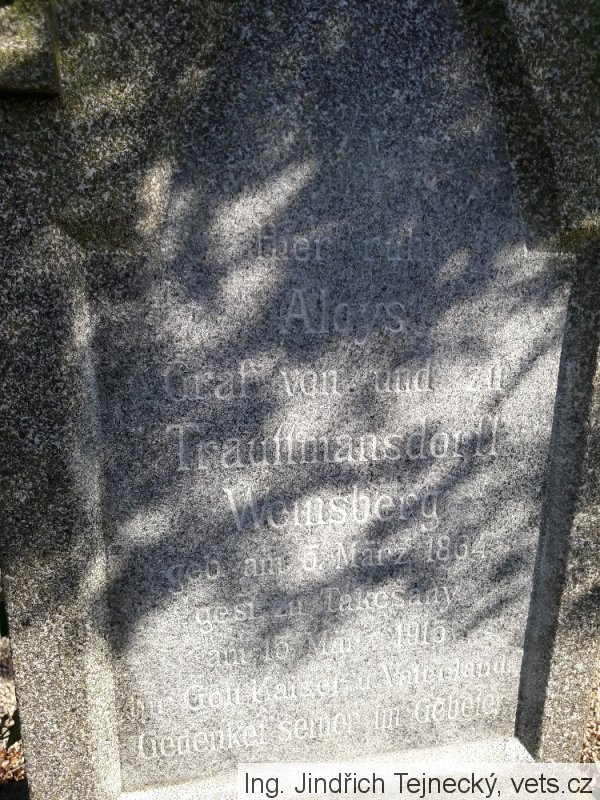 Hier ruht
Aloys
Graf von und zu
Trauttmansdorff
Weinsberg
geb. am 5. März 1864
gest. zu Takcsány
am 15. März 1915
für Gott Kaiser u. Vaterland.
Gedenket seiner im Gebete!
Ing. Jindřich Tejnecký, vets.cz